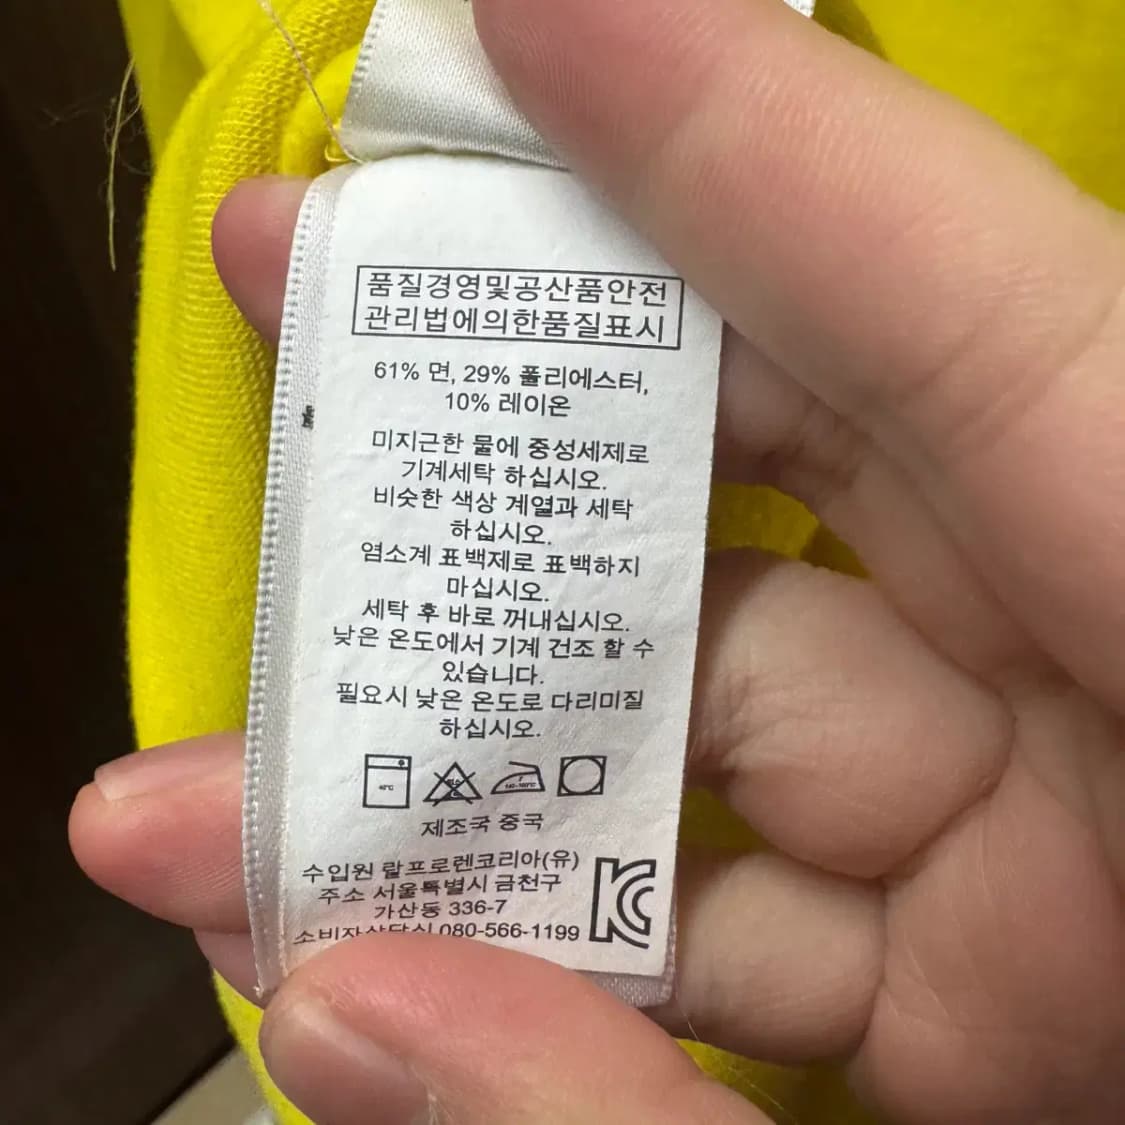 품질경영및공산품안전
관리법에의한품질표시
61% 면, 29% 폴리에스터,
10% 레이온
미지근한 물에 중성세제로
기계세탁 하십시오.
비슷한 색상 계열과 세탁
하십시오.
염소계 표백제로 표백하지
마십시오.
세탁 후 바로 꺼내십시오.
낮은 온도에서 기계 건조 할 수
있습니다.
필요시 낮은 온도로 다리미질
하십시오.
40℃
제조국 중국
수입원 랄프로렌코리아(유)
주소 서울특별시 금천구
가산동 336-7
소비자상담실 080-566-1199
KC